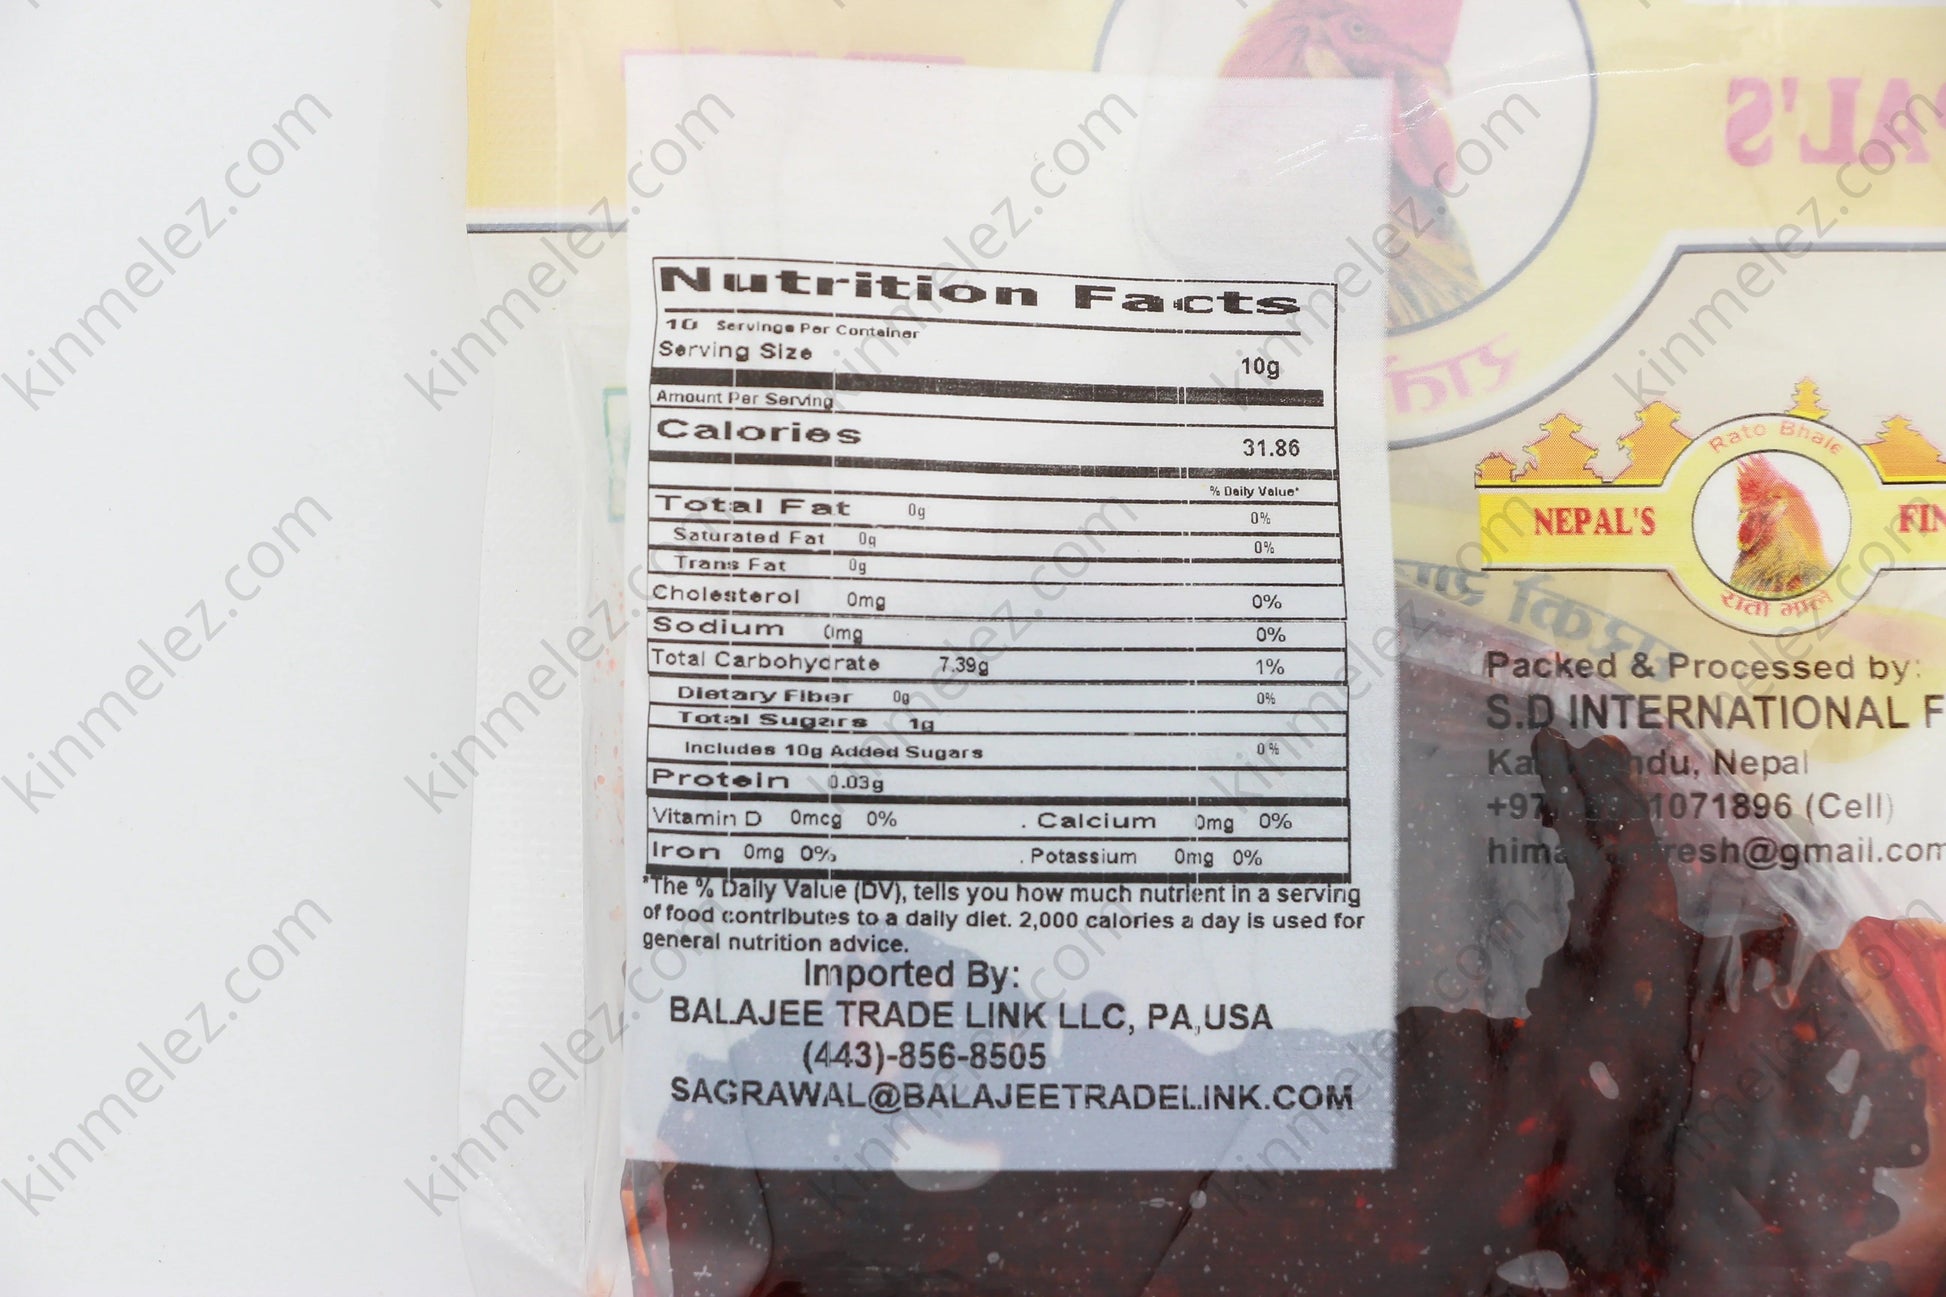 Nutrition Facts
10 Servings Per Container
Serving Size 10g
Amount Per Serving
Calories 31.86
% Daily Value*
Total Fat 0g 0%
Saturated Fat 0g 0%
Trans Fat 0g
Cholesterol 0mg 0%
Sodium 0mg 0%
Total Carbohydrate 7.39g 1%
Dietary Fiber 0g 0%
Total Sugars 1g
Includes 10g Added Sugars 0%
Protein 0.03g
Vitamin D 0mcg 0% . Calcium 0mg 0%
Iron 0mg 0% . Potassium 0mg 0%
*The % Daily Value (DV), tells you how much nutrient in a serving
of food contributes to a daily diet. 2,000 calories a day is used for
general nutrition advice.
Imported By:
BALAJEE TRADE LINK LLC, PA,USA
(443)-856-8505
SAGRAWAL@BALAJEETRADELINK.COM
Rato Bhale
NEPAL'S
रातो भाले
Packed & Processed by:
S.D INTERNATIONAL
Nepal
1071896 (Cell)
@gmail.com
kinmelez.com